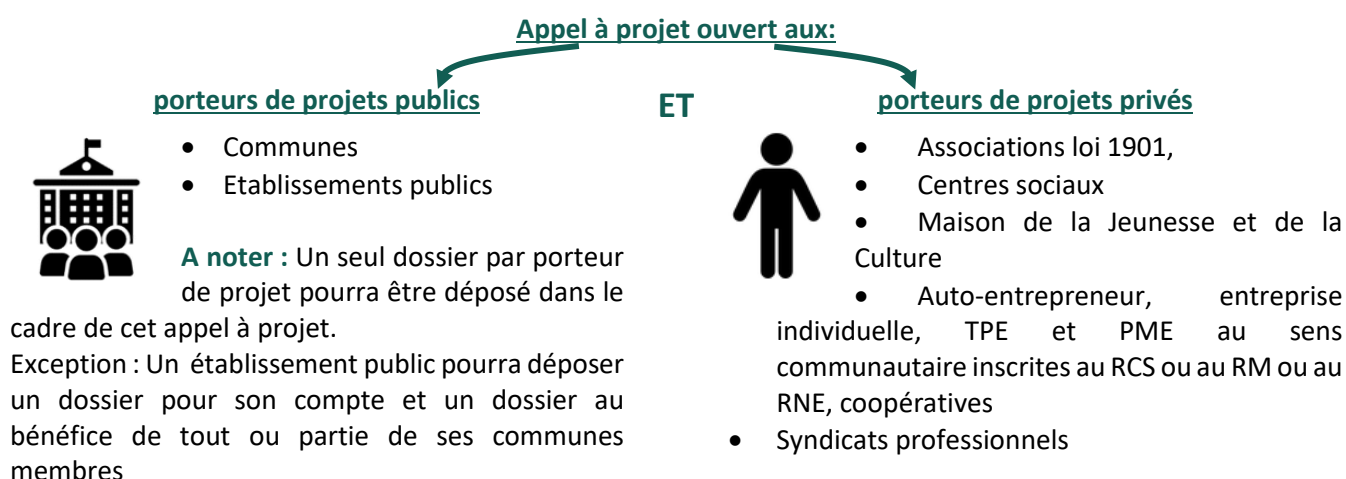 Appel à projet ouvert aux:
porteurs de projets publics
• Communes
• Etablissements publics
A noter : Un seul dossier par porteur
de projet pourra être déposé dans le
cadre de cet appel à projet.
Exception : Un établissement public pourra déposer
un dossier pour son compte et un dossier au
bénéfice de tout ou partie de ses communes
membres
ET
porteurs de projets privés
• Associations loi 1901,
• Centres sociaux
• Maison de la Jeunesse et de la
Culture
• Auto-entrepreneur, entreprise
individuelle, TPE et PME au sens
communautaire inscrites au RCS ou au RM ou au
RNE, coopératives
• Syndicats professionnels